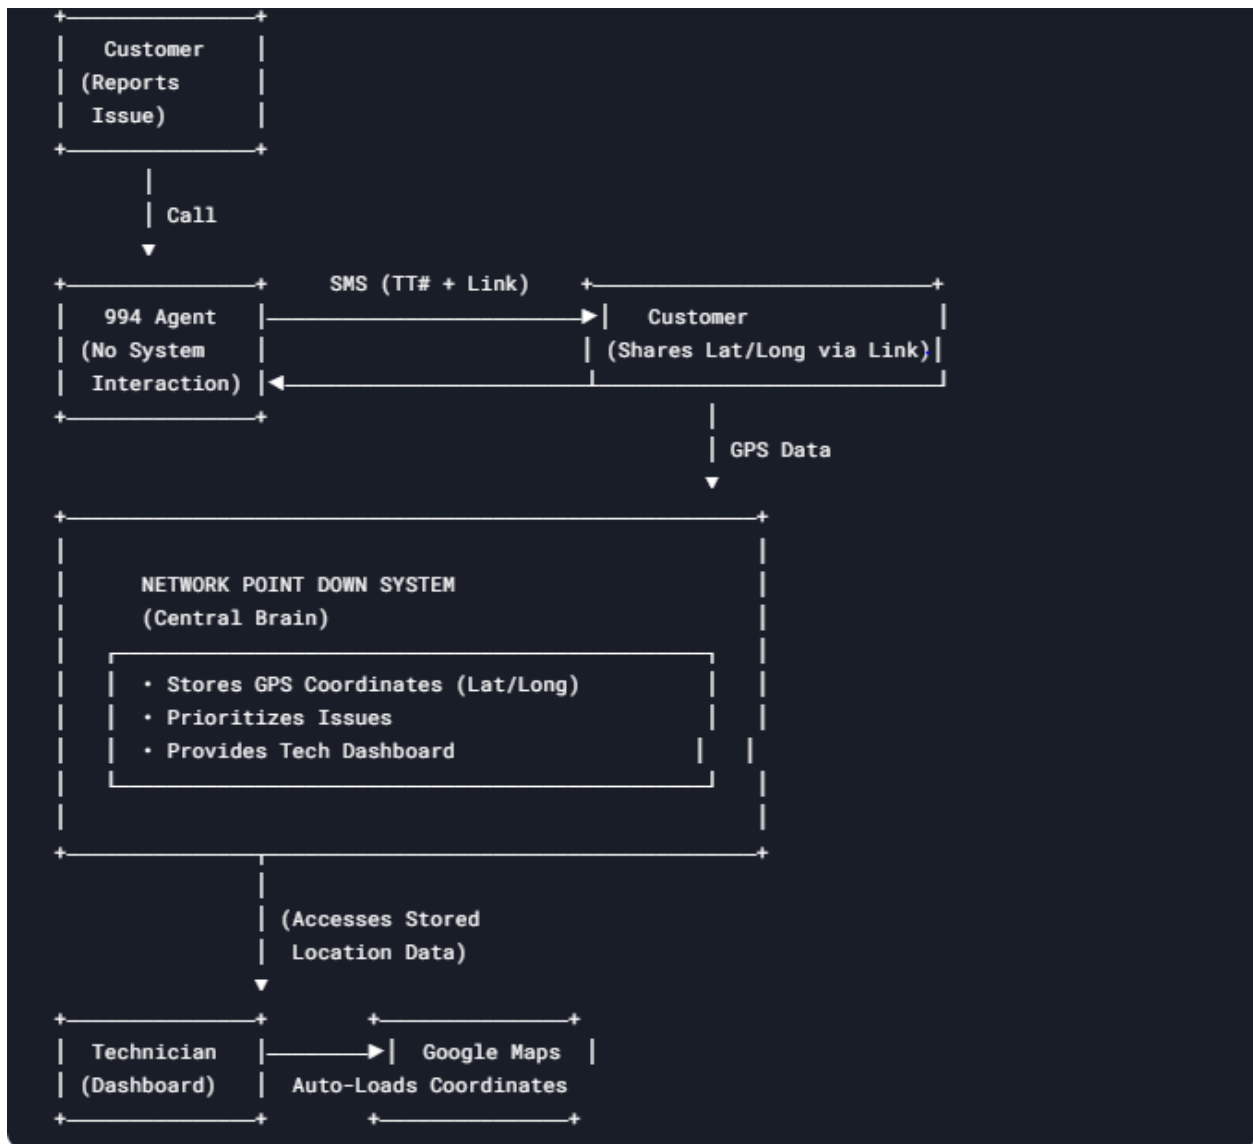 Customer
(Reports
Issue)
Call
SMS (TT# + Link)
994 Agent
(No System
Interaction)
Customer
(Shares Lat/Long via Link)
GPS Data
NETWORK POINT DOWN SYSTEM
(Central Brain)
• Stores GPS Coordinates (Lat/Long)
• Prioritizes Issues
• Provides Tech Dashboard
(Accesses Stored
Location Data)
Technician
(Dashboard)
Google Maps
Auto-Loads Coordinates